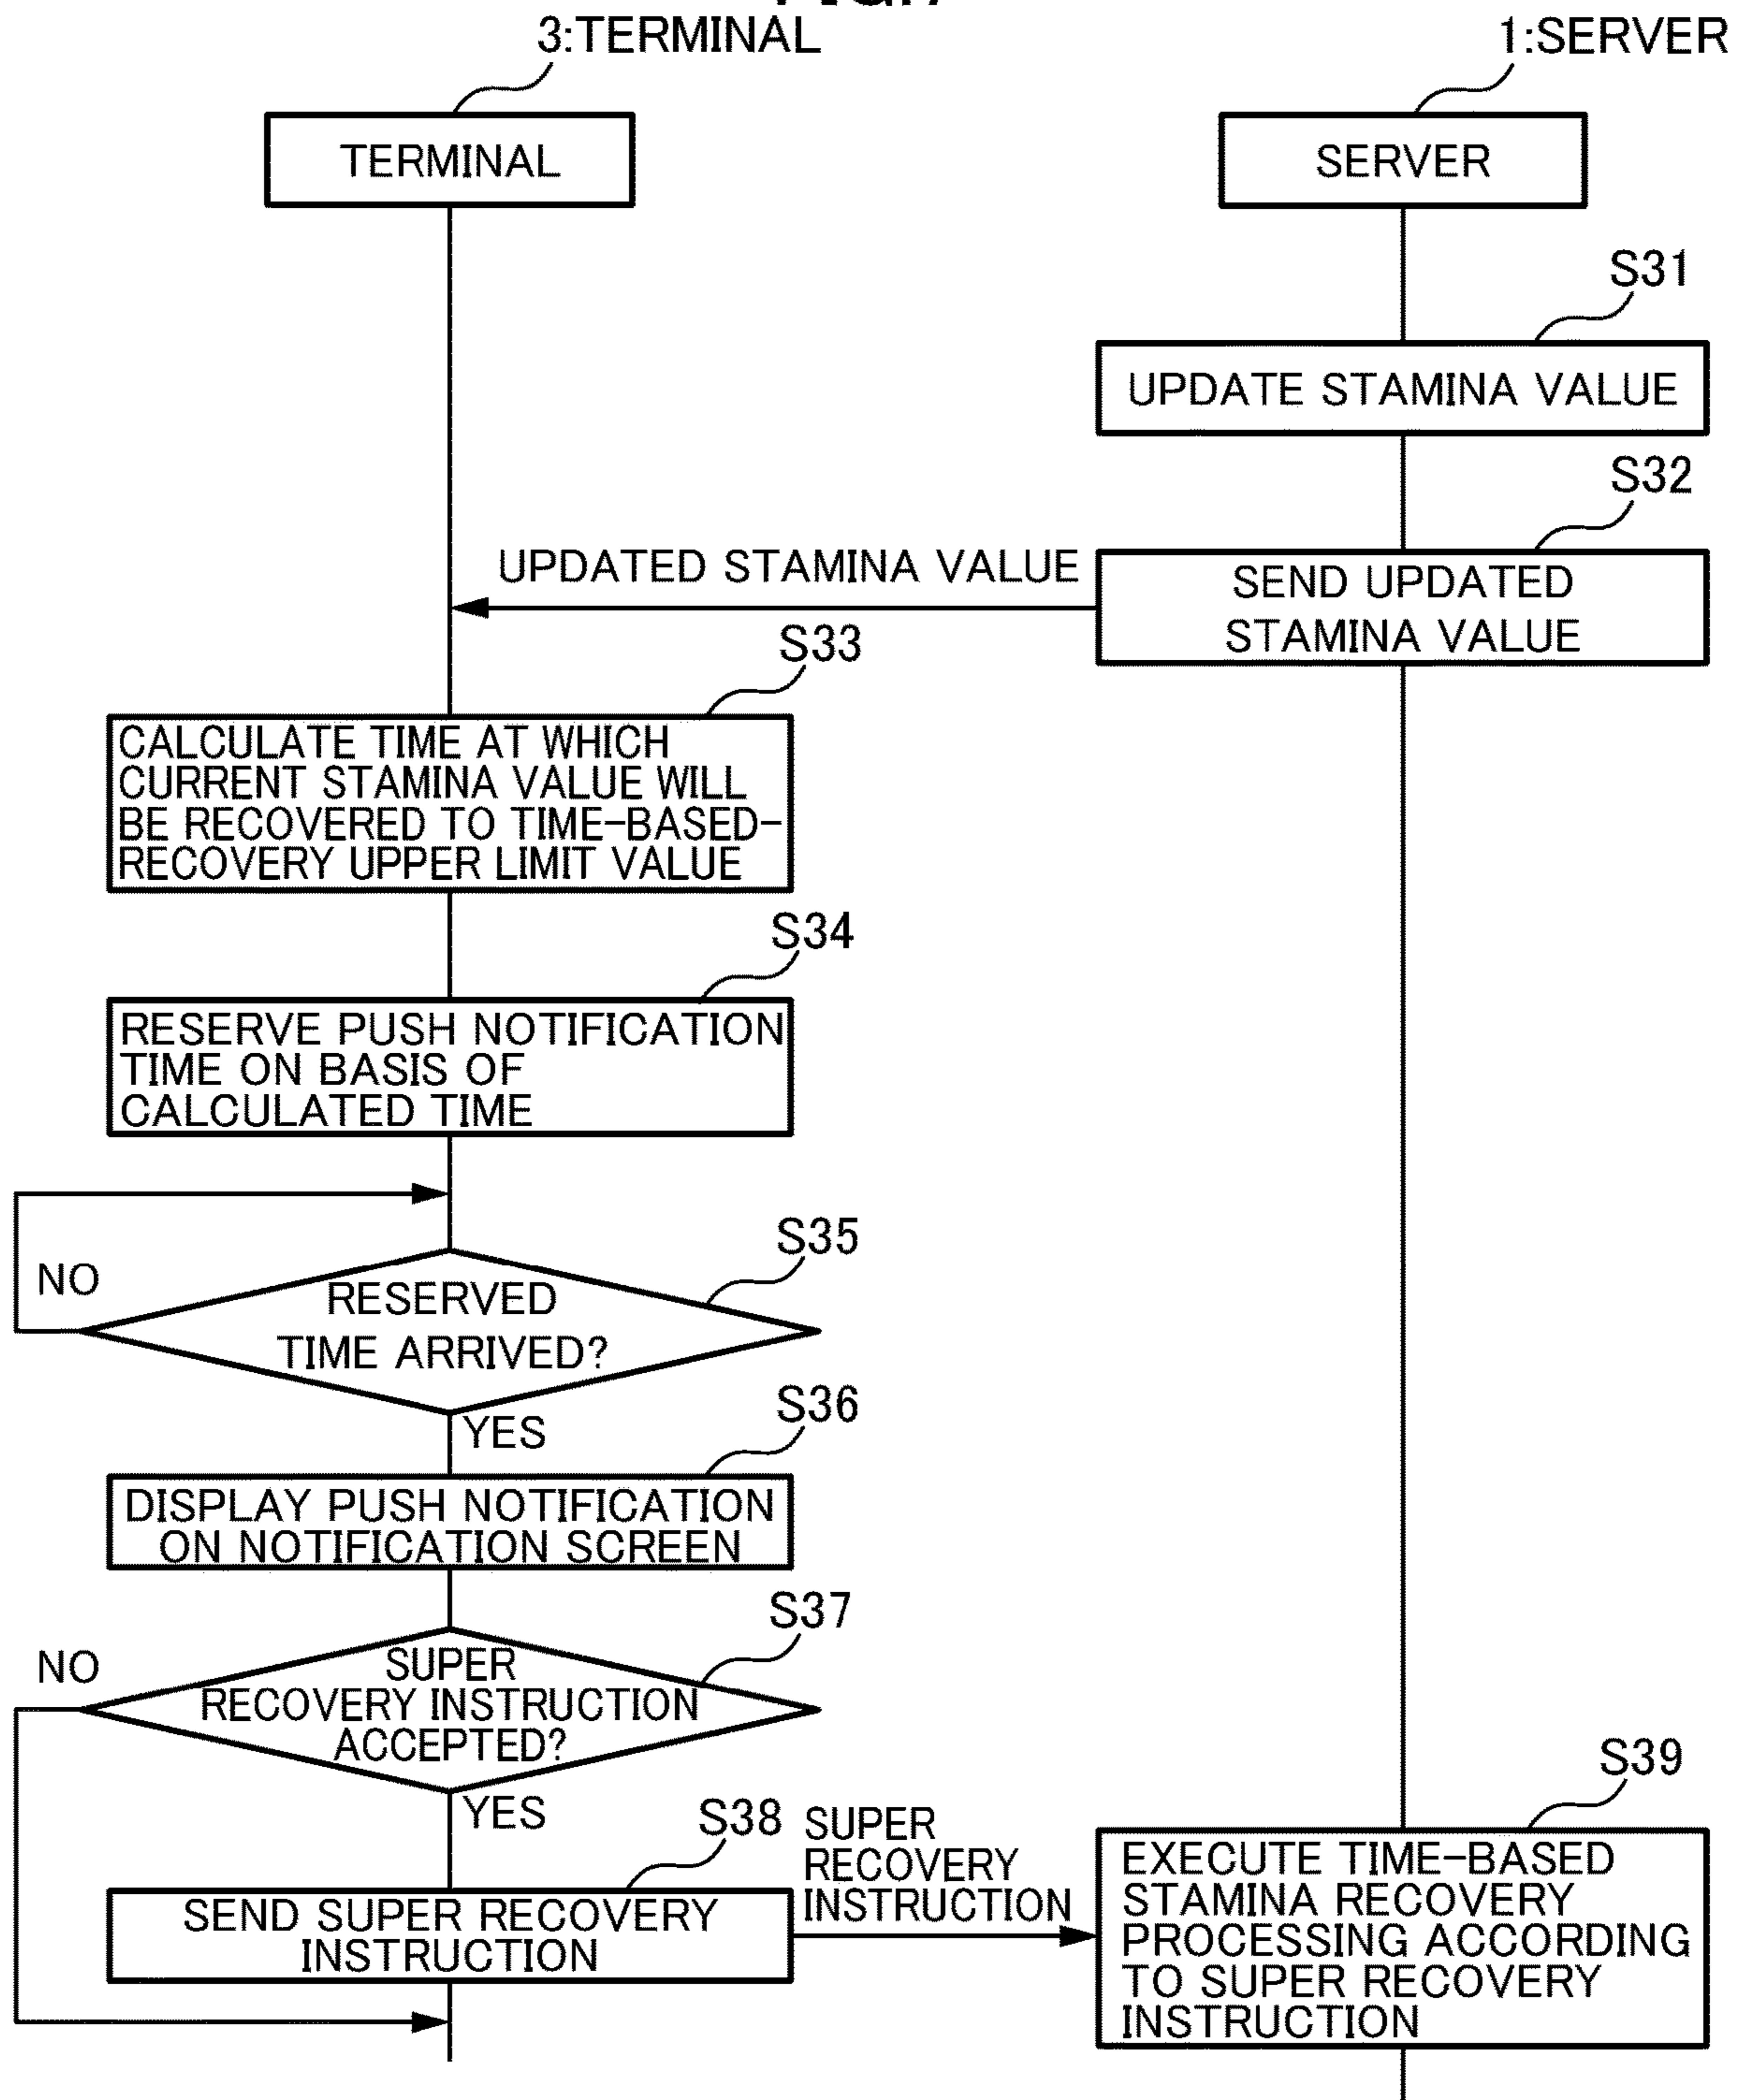 3:TERMINAL
1:SERVER
TERMINAL
SERVER
S31
UPDATE STAMINA VALUE
S32
UPDATED STAMINA VALUE
SEND UPDATED
STAMINA VALUE
S33
CALCULATE TIME AT WHICH
CURRENT STAMINA VALUE WILL
BE RECOVERED TO TIME-BASED-
RECOVERY UPPER LIMIT VALUE
S34
RESERVE PUSH NOTIFICATION
TIME ON BASIS OF
CALCULATED TIME
S35
NO
RESERVED
TIME ARRIVED?
YES
S36
DISPLAY PUSH NOTIFICATION
ON NOTIFICATION SCREEN
S37
NO
SUPER
RECOVERY INSTRUCTION
ACCEPTED?
YES
S38
SEND SUPER RECOVERY
INSTRUCTION
SUPER
RECOVERY
INSTRUCTION
S39
EXECUTE TIME-BASED
STAMINA RECOVERY
PROCESSING ACCORDING
TO SUPER RECOVERY
INSTRUCTION